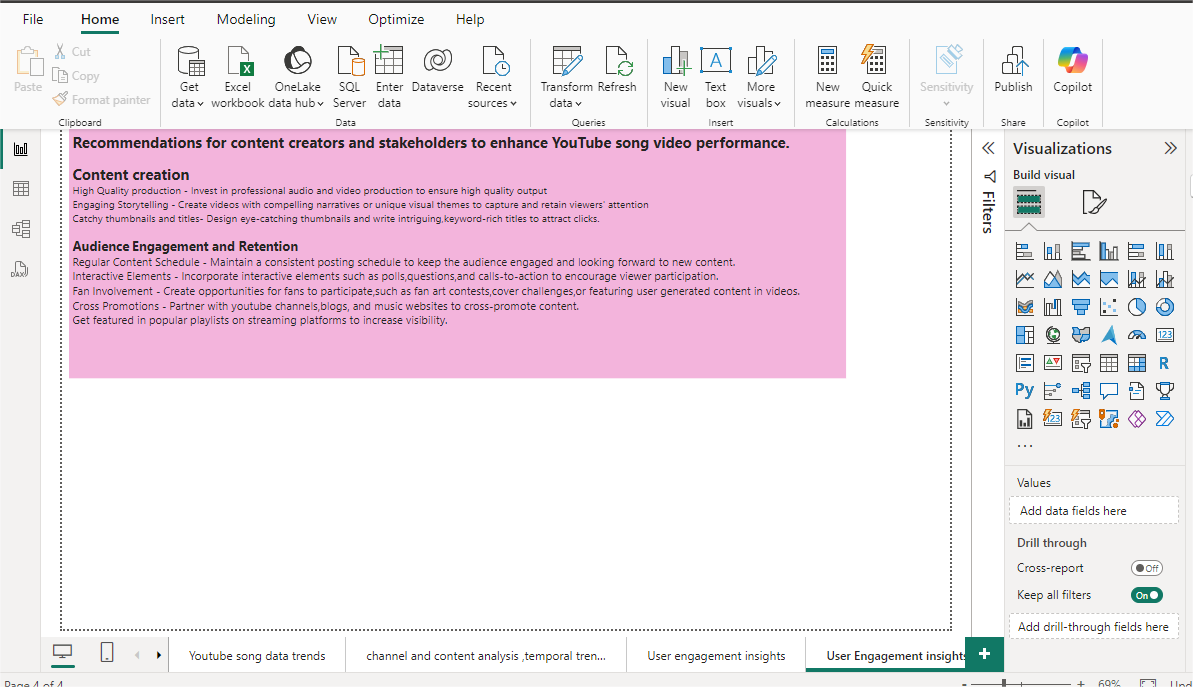 File Home Insert Modeling View Optimize Help
Paste
Cut
Copy
Format painter
Clipboard
Get data
Excel workbook
OneLake data hub
SQL Server
Enter data
Dataverse
Recent sources
Data
Transform data
Refresh
Queries
New visual
Text box
More visuals
Insert
New measure
Quick measure
Calculations
Sensitivity
Sensitivity
Publish
Share
Copilot
Copilot
Recommendations for content creators and stakeholders to enhance YouTube song video performance.
Content creation
High Quality production - Invest in professional audio and video production to ensure high quality output
Engaging Storytelling - Create videos with compelling narratives or unique visual themes to capture and retain viewers` attention
Catchy thumbnails and titles- Design eye-catching thumbnails and write intriguing,keyword-rich titles to attract clicks.
Audience Engagement and Retention
Regular Content Schedule - Maintain a consistent posting schedule to keep the audience engaged and looking forward to new content.
Interactive Elements - Incorporate interactive elements such as polls,questions,and calls-to-action to encourage viewer participation.
Fan Involvement - Create opportunities for fans to participate,such as fan art contests,cover challenges,or featuring user generated content in videos.
Cross Promotions - Partner with youtube channels,blogs, and music websites to cross-promote content.
Get featured in popular playlists on streaming platforms to increase visibility.
DAX
Filters
Visualizations
Build visual
123
R
Py
123
...
Values
Add data fields here
Drill through
Cross-report Off
Keep all filters On
Add drill-through fields here
Youtube song data trends
channel and content analysis ,temporal tren...
User engagement insights
User Engagement insights
+
Page 4 of 4
- + 69%
Upd